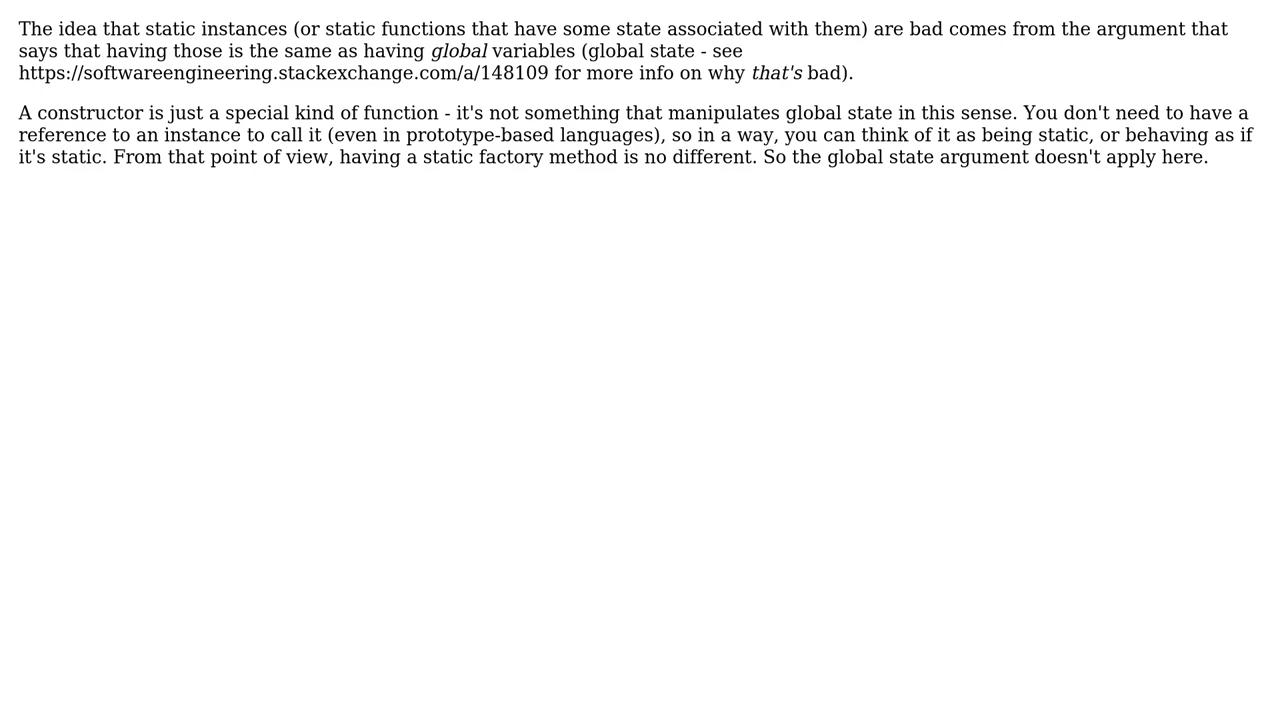 The idea that static instances (or static functions that have some state associated with them) are bad comes from the argument that
says that having those is the same as having global variables (global state - see
https://softwareengineering.stackexchange.com/a/148109 for more info on why that's bad).
A constructor is just a special kind of function - it's not something that manipulates global state in this sense. You don't need to have a
reference to an instance to call it (even in prototype-based languages), so in a way, you can think of it as being static, or behaving as if
it's static. From that point of view, having a static factory method is no different. So the global state argument doesn't apply here.